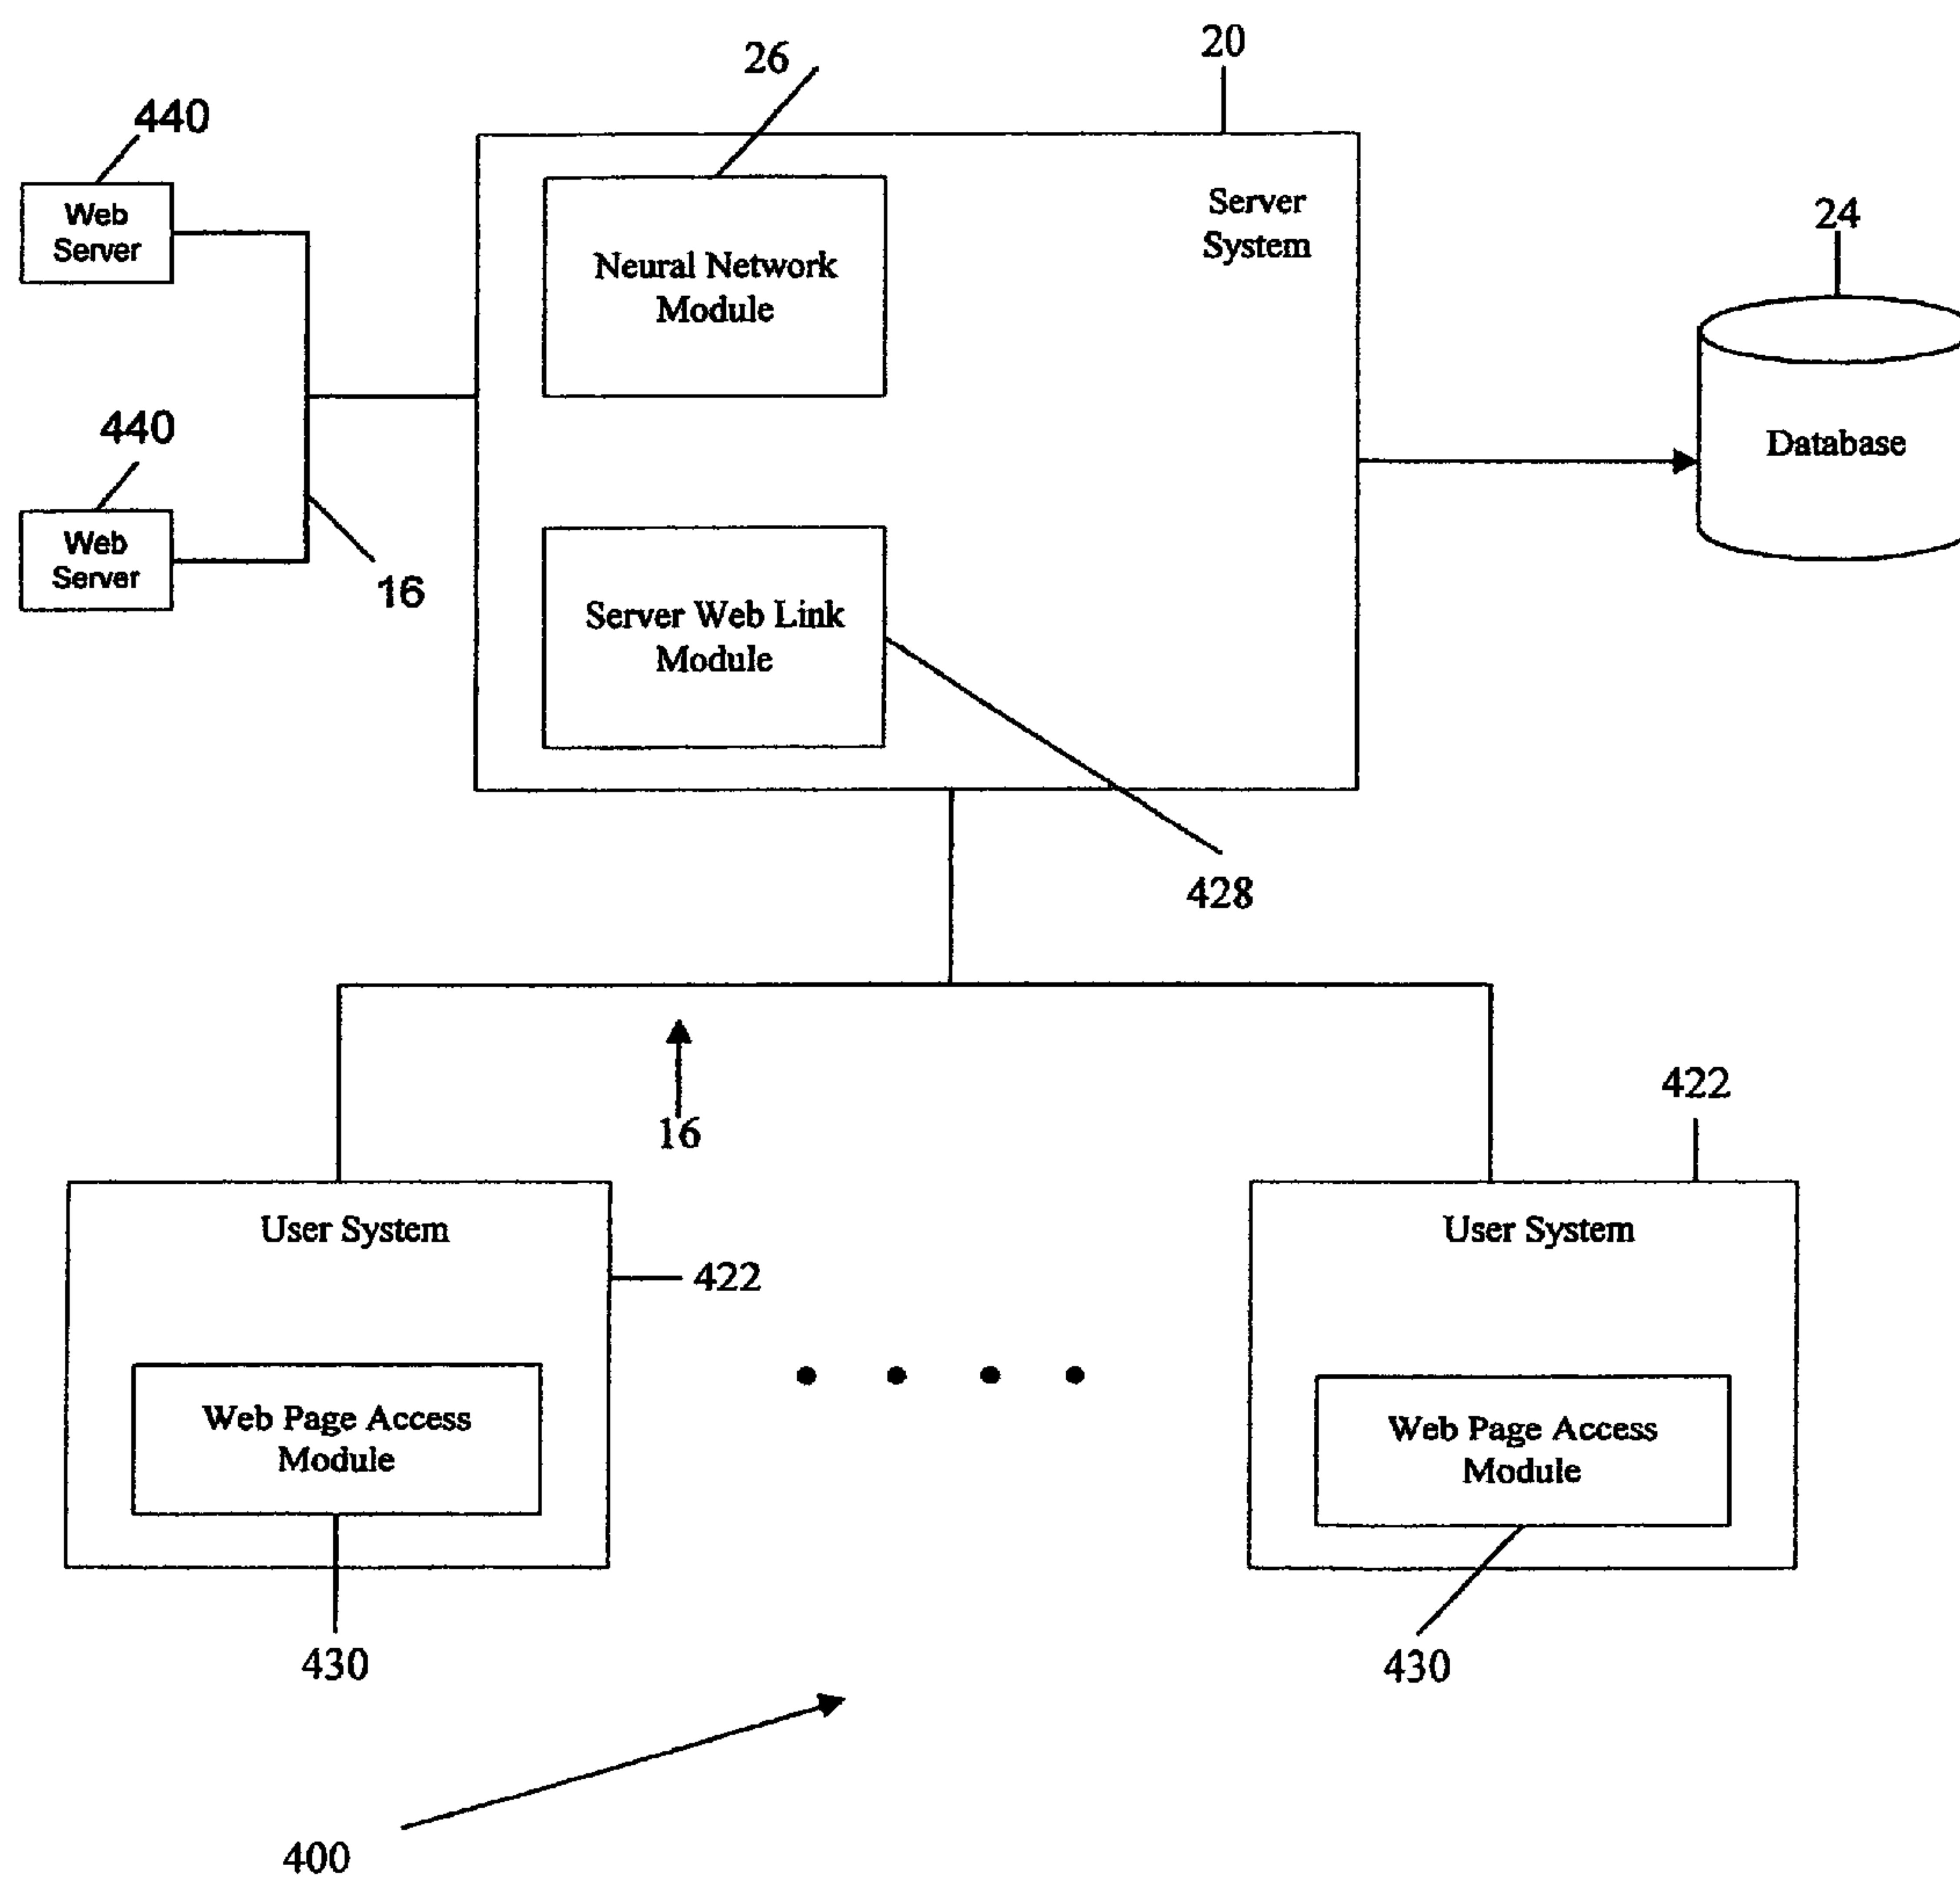 20
26
440
Web
Server
Server
System
24
Neural Network
Module
440
Database
Web
Server
16
Server Web Link
Module
428
422
16
User System
User System
422
Web Page Access
Module
Web Page Access
Module
430
430
400